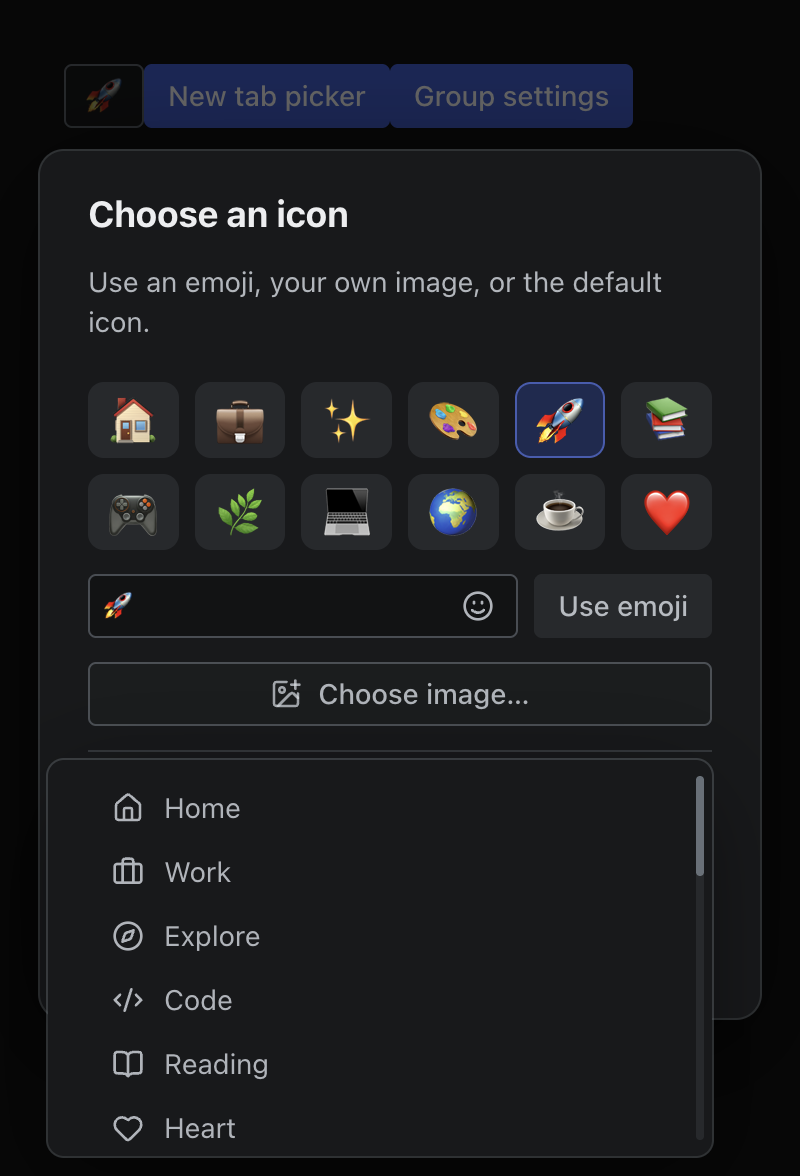 New tab picker
Group settings
Choose an icon
Use an emoji, your own image, or the default
icon.
Use emoji
Choose image...
Home
Work
Explore
Code
Reading
Heart